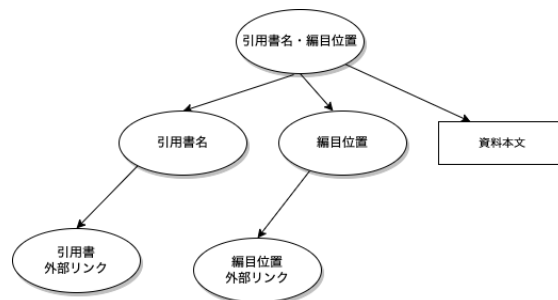 引用書名・編目位置
引用書名
編目位置
資料本文
引用書
外部リンク
編目位置
外部リンク